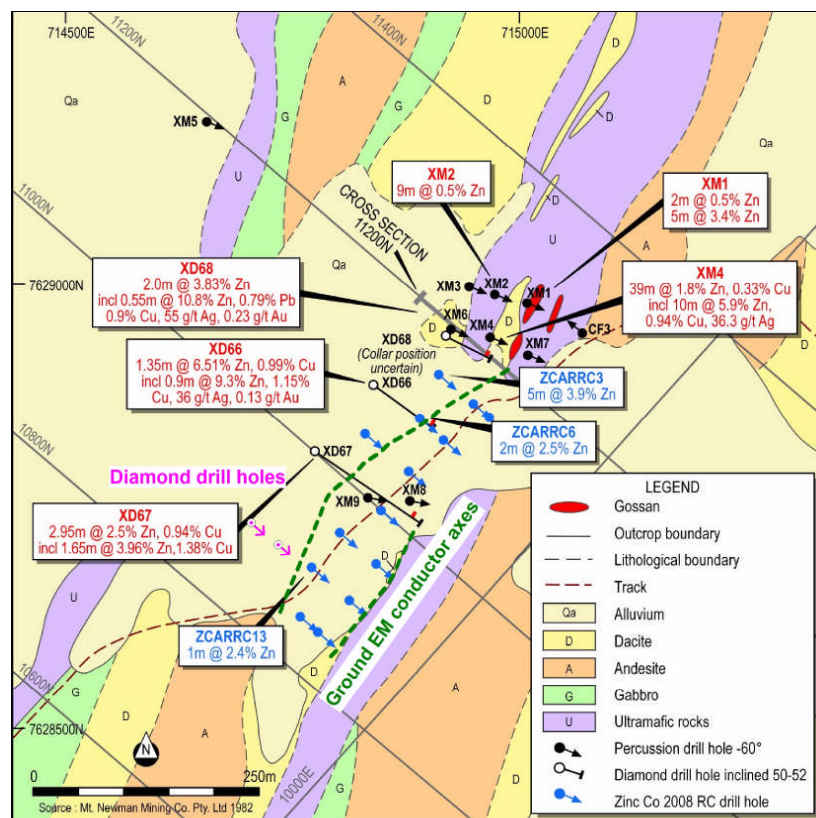 714500E
715000E
11200N
11400N
11000N
10800N
10600N
10000E
7629000N
7628500N
Qa
XM5
U
G
A
G
D
D
D
D
U
Qa
A
D
CROSS SECTION
11200N
Qa
XM2
9m @ 0.5% Zn
XM1
2m @ 0.5% Zn
5m @ 3.4% Zn
XD68
2.0m @ 3.83% Zn
incl 0.55m @ 10.8% Zn, 0.79% Pb
0.9% Cu, 55 g/t Ag, 0.23 g/t Au
XM4
39m @ 1.8% Zn, 0.33% Cu
incl 10m @ 5.9% Zn,
0.94% Cu, 36.3 g/t Ag
XM3
XM2
XM1
XM6
D
XM4
D
XM7
CF3
XD68
(Collar position
uncertain)
XD66
1.35m @ 6.51% Zn, 0.99% Cu
incl 0.9m @ 9.3% Zn, 1.15%
Cu, 36 g/t Ag, 0.13 g/t Au
XD66
ZCARRC3
5m @ 3.9% Zn
ZCARRC6
2m @ 2.5% Zn
XD67
Diamond drill holes
XM9
XM8
XD67
2.95m @ 2.5% Zn, 0.94% Cu
incl 1.65m @ 3.96% Zn,1.38% Cu
D
Ground EM conductor axes
U
ZCARRC13
1m @ 2.4% Zn
D
G
D
A
A
U
N
0
250m
Source : Mt. Newman Mining Co. Pty. Ltd 1982
LEGEND
Gossan
Outcrop boundary
Lithological boundary
Track
Qa Alluvium
D Dacite
A Andesite
G Gabbro
U Ultramafic rocks
Percussion drill hole -60°
Diamond drill hole inclined 50-52
Zinc Co 2008 RC drill hole